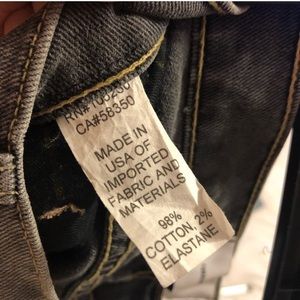 CA#58350
MADE IN
USA OF
IMPORTED
FABRIC AND
MATERIALS
98%
COTTON, 2%
ELASTANE